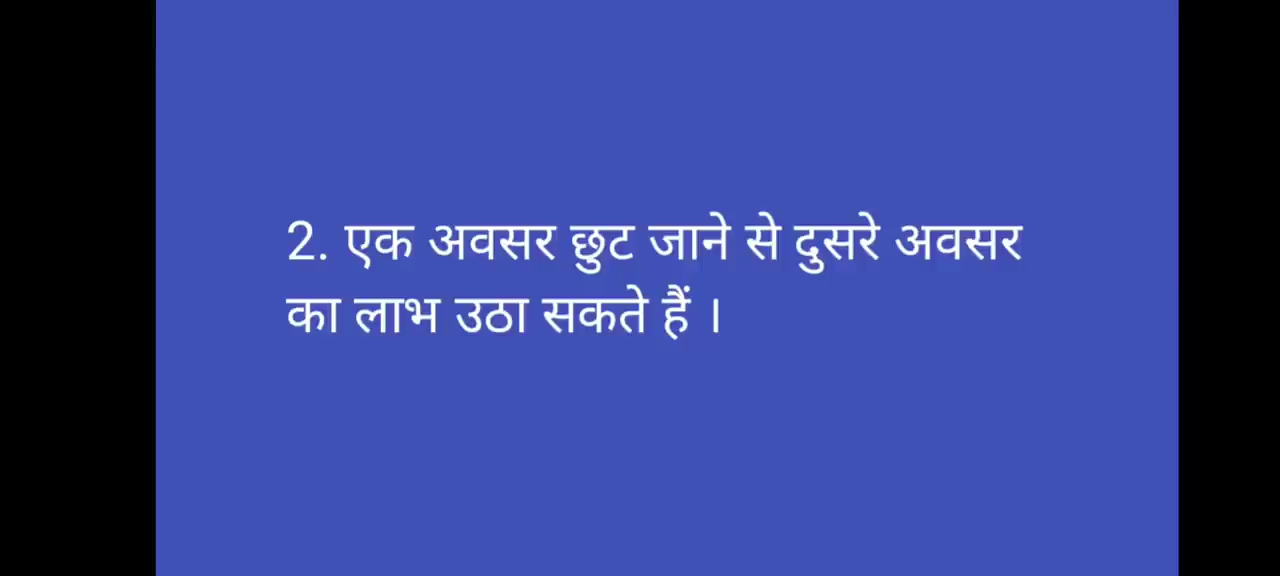 2. एक अवसर छुट जाने से दुसरे अवसर
का लाभ उठा सकते हैं ।